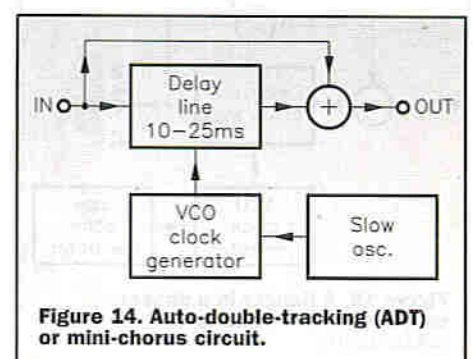 IN
Delay
line
10–25ms
+
OUT
VCO
clock
generator
Slow
osc.
Figure 14. Auto-double-tracking (ADT)
or mini-chorus circuit.